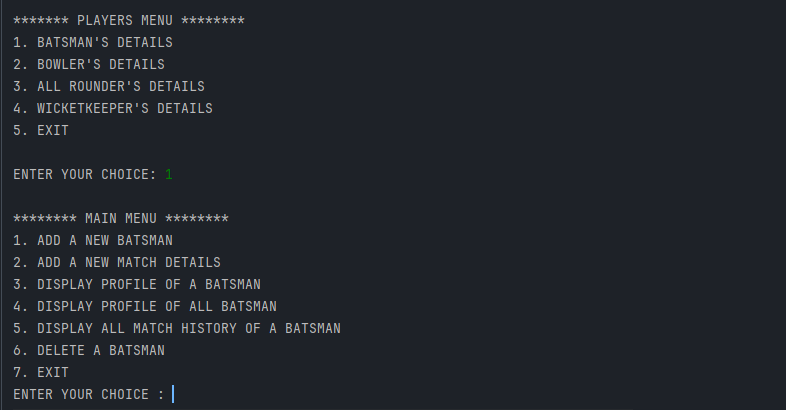 ******* PLAYERS MENU ********
1. BATSMAN'S DETAILS
2. BOWLER'S DETAILS
3. ALL ROUNDER'S DETAILS
4. WICKETKEEPER'S DETAILS
5. EXIT
ENTER YOUR CHOICE: 1
******** MAIN MENU ********
1. ADD A NEW BATSMAN
2. ADD A NEW MATCH DETAILS
3. DISPLAY PROFILE OF A BATSMAN
4. DISPLAY PROFILE OF ALL BATSMAN
5. DISPLAY ALL MATCH HISTORY OF A BATSMAN
6. DELETE A BATSMAN
7. EXIT
ENTER YOUR CHOICE :